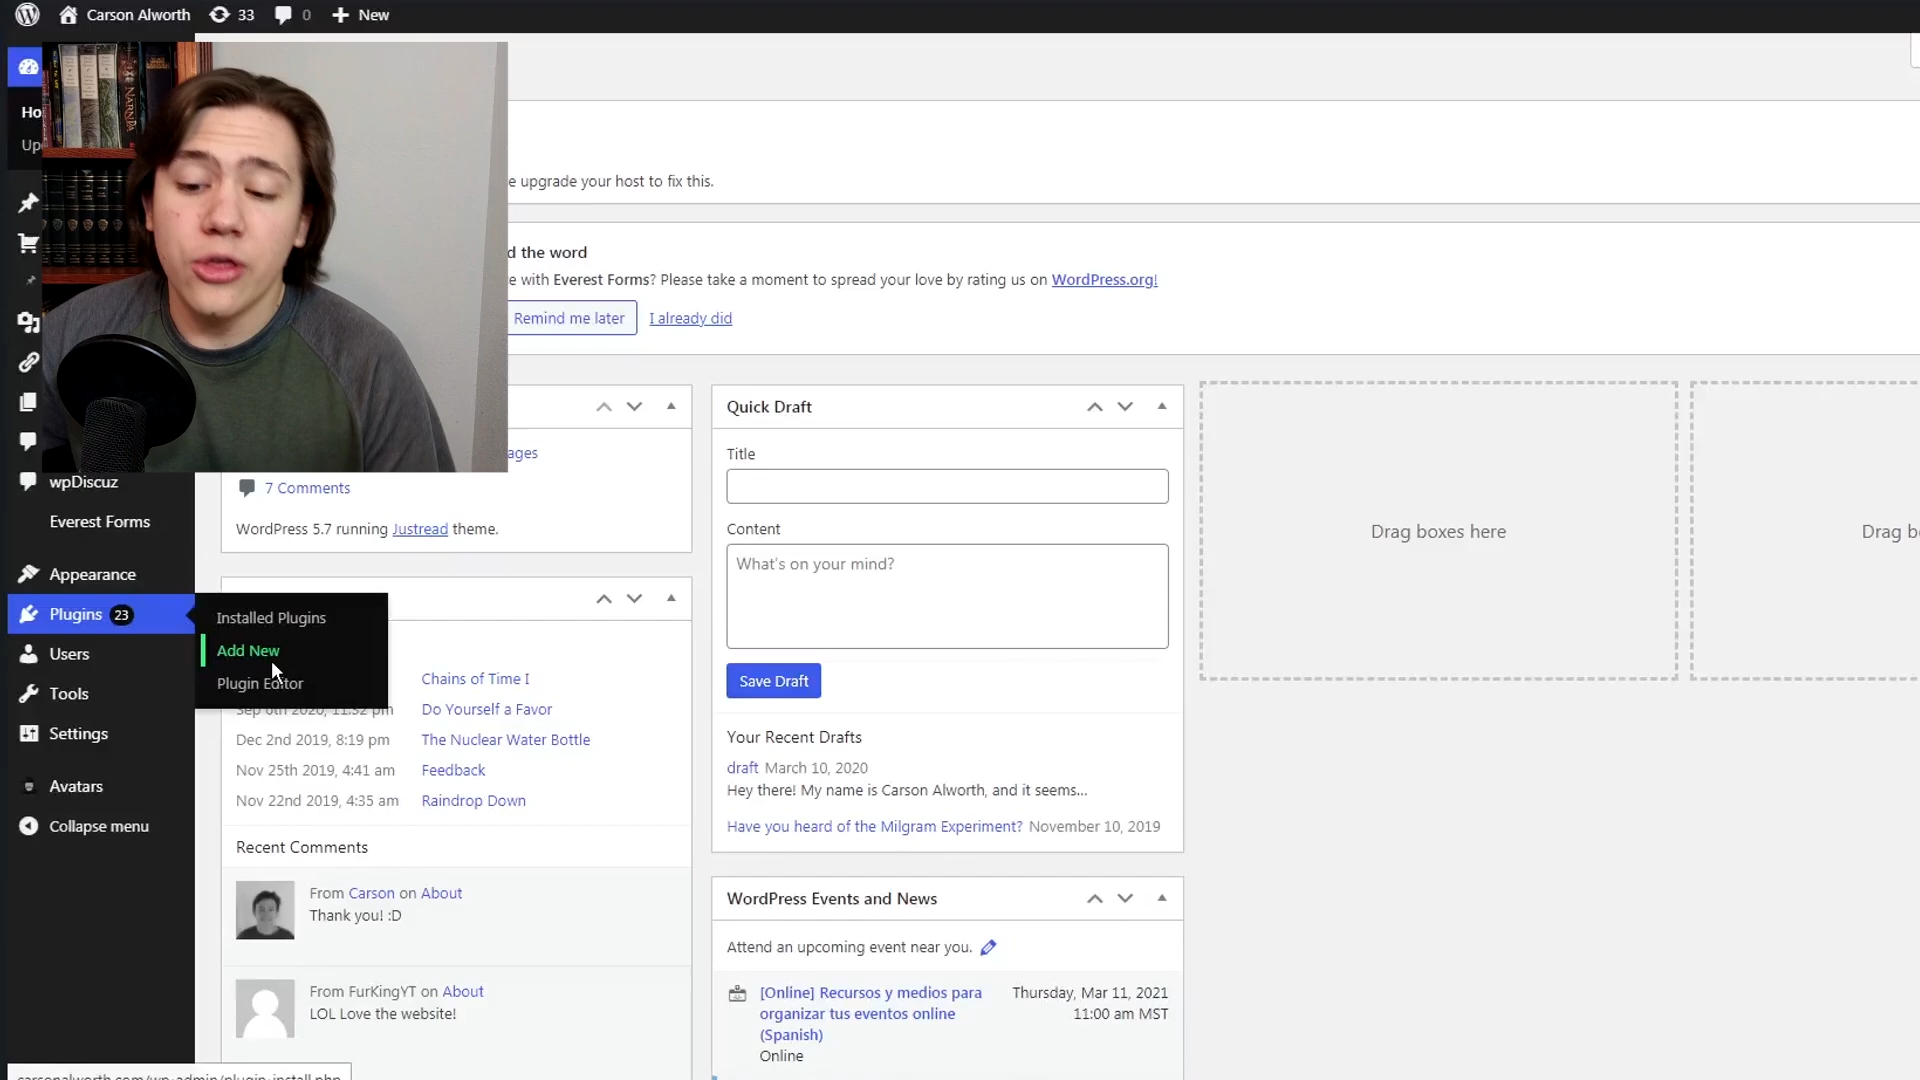 Carson Alworth 33 0 New
Ho
Up
NARNIA
e upgrade your host to fix this.
d the word
e with Everest Forms? Please take a moment to spread your love by rating us on WordPress.org!
Remind me later I already did
ages
7 Comments
WordPress 5.7 running Justread theme.
wpDiscuz
Everest Forms
Appearance
Plugins 23
Users
Tools
Settings
Avatars
Collapse menu
Installed Plugins
Add New
Plugin Editor
Chains of Time I
Sep 6th 2020, 11:52 pm Do Yourself a Favor
Dec 2nd 2019, 8:19 pm The Nuclear Water Bottle
Nov 25th 2019, 4:41 am Feedback
Nov 22nd 2019, 4:35 am Raindrop Down
Recent Comments
From Carson on About
Thank you! :D
From FurKingYT on About
LOL Love the website!
Quick Draft
Title
Content
What's on your mind?
Save Draft
Your Recent Drafts
draft March 10, 2020
Hey there! My name is Carson Alworth, and it seems...
Have you heard of the Milgram Experiment? November 10, 2019
WordPress Events and News
Attend an upcoming event near you.
[Online] Recursos y medios para Thursday, Mar 11, 2021
organizar tus eventos online 11:00 am MST
(Spanish)
Online
Drag boxes here
Drag b
carsonalworth.com/wp-admin/plugin-install.php